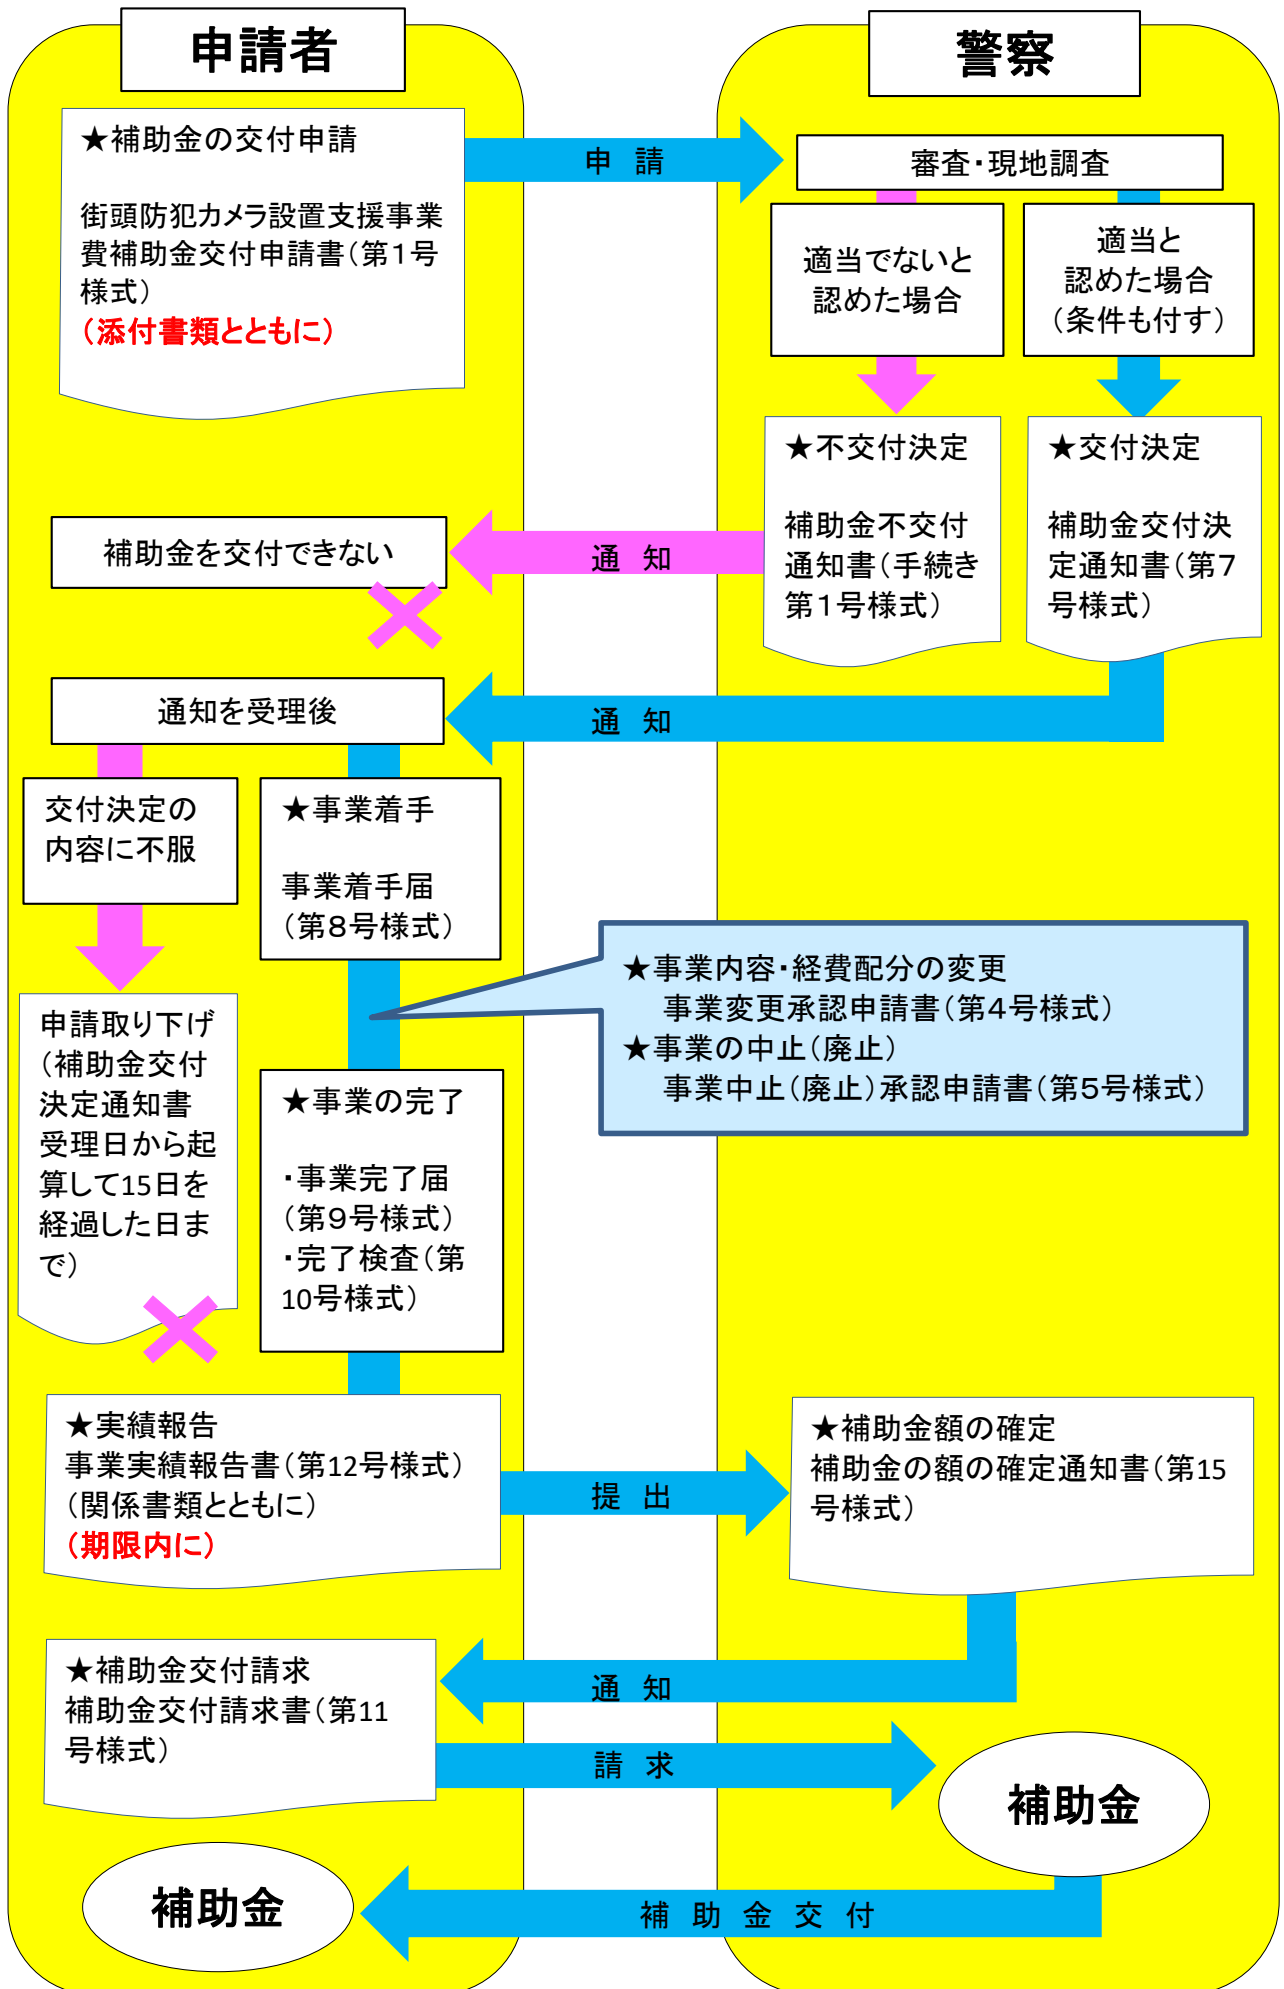 申請者
警察
★補助金の交付申請
街頭防犯カメラ設置支援事業
費補助金交付申請書（第１号
様式）
（添付書類とともに）
申 請
審査・現地調査
適当でないと
認めた場合
適当と
認めた場合
（条件も付す）
★不交付決定
補助金不交付
通知書（手続き
第１号様式）
★交付決定
補助金交付決
定通知書（第７
号様式）
通 知
補助金を交付できない
通 知
通知を受理後
交付決定の
内容に不服
★事業着手
事業着手届
（第８号様式）
★事業内容・経費配分の変更
事業変更承認申請書（第４号様式）
★事業の中止（廃止）
事業中止（廃止）承認申請書（第５号様式）
申請取り下げ
（補助金交付
決定通知書
受理日から起
算して15日を
経過した日ま
で）
★事業の完了
・事業完了届
（第９号様式）
・完了検査（第
10号様式）
★実績報告
事業実績報告書（第12号様式）
（関係書類とともに）
（期限内に）
提 出
★補助金額の確定
補助金の額の確定通知書（第15
号様式）
通 知
★補助金交付請求
補助金交付請求書（第11
号様式）
請 求
補助金
補助金交付
補助金